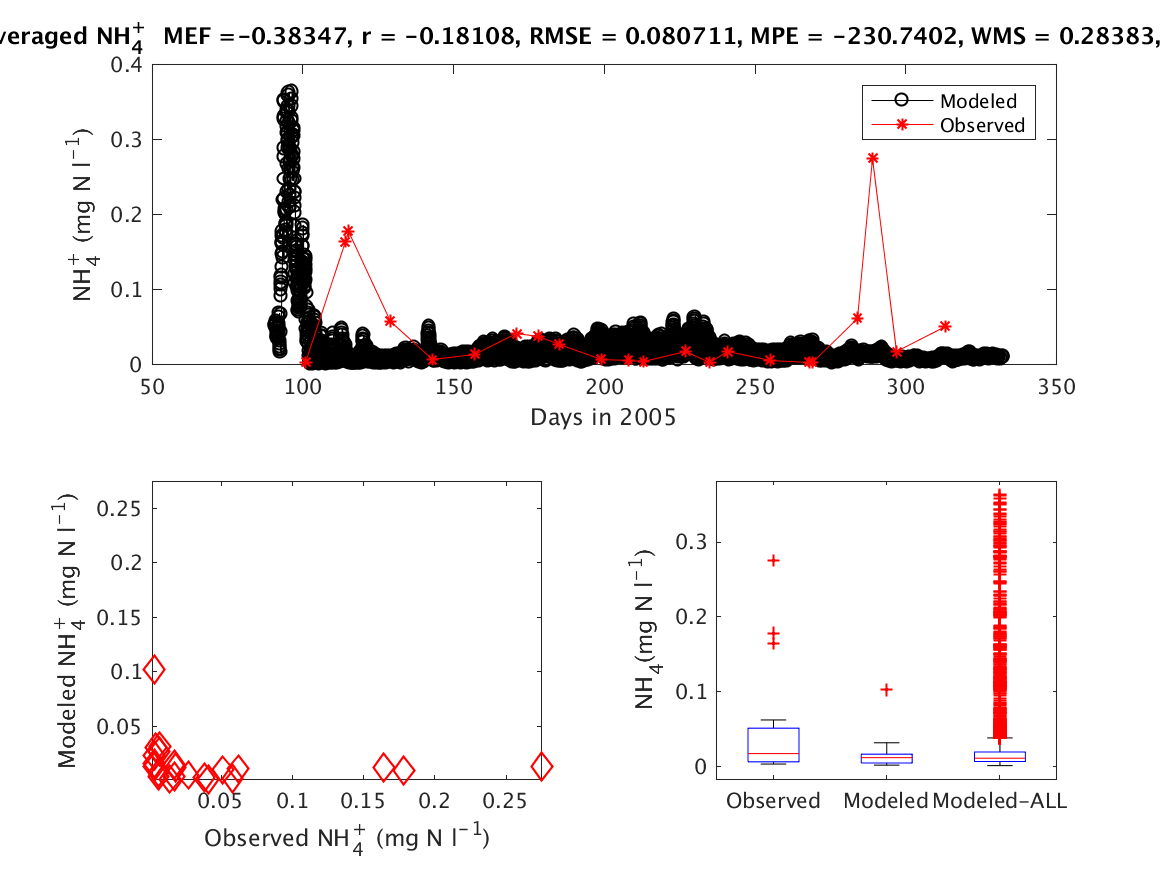 veraged NH₄⁺ MEF =-0.38347, r = -0.18108, RMSE = 0.080711, MPE = -230.7402, WMS = 0.28383,
0.4
0.3
0.2
0.1
0
NH₄⁺ (mg N l⁻¹)
Modeled
Observed
50 100 150 200 250 300 350
Days in 2005
0.25
0.2
0.15
0.1
0.05
Modeled NH₄⁺ (mg N l⁻¹)
0.05 0.1 0.15 0.2 0.25
Observed NH₄⁺ (mg N l⁻¹)
0.3
0.2
0.1
0
NH₄(mg N l⁻¹)
Observed Modeled Modeled-ALL